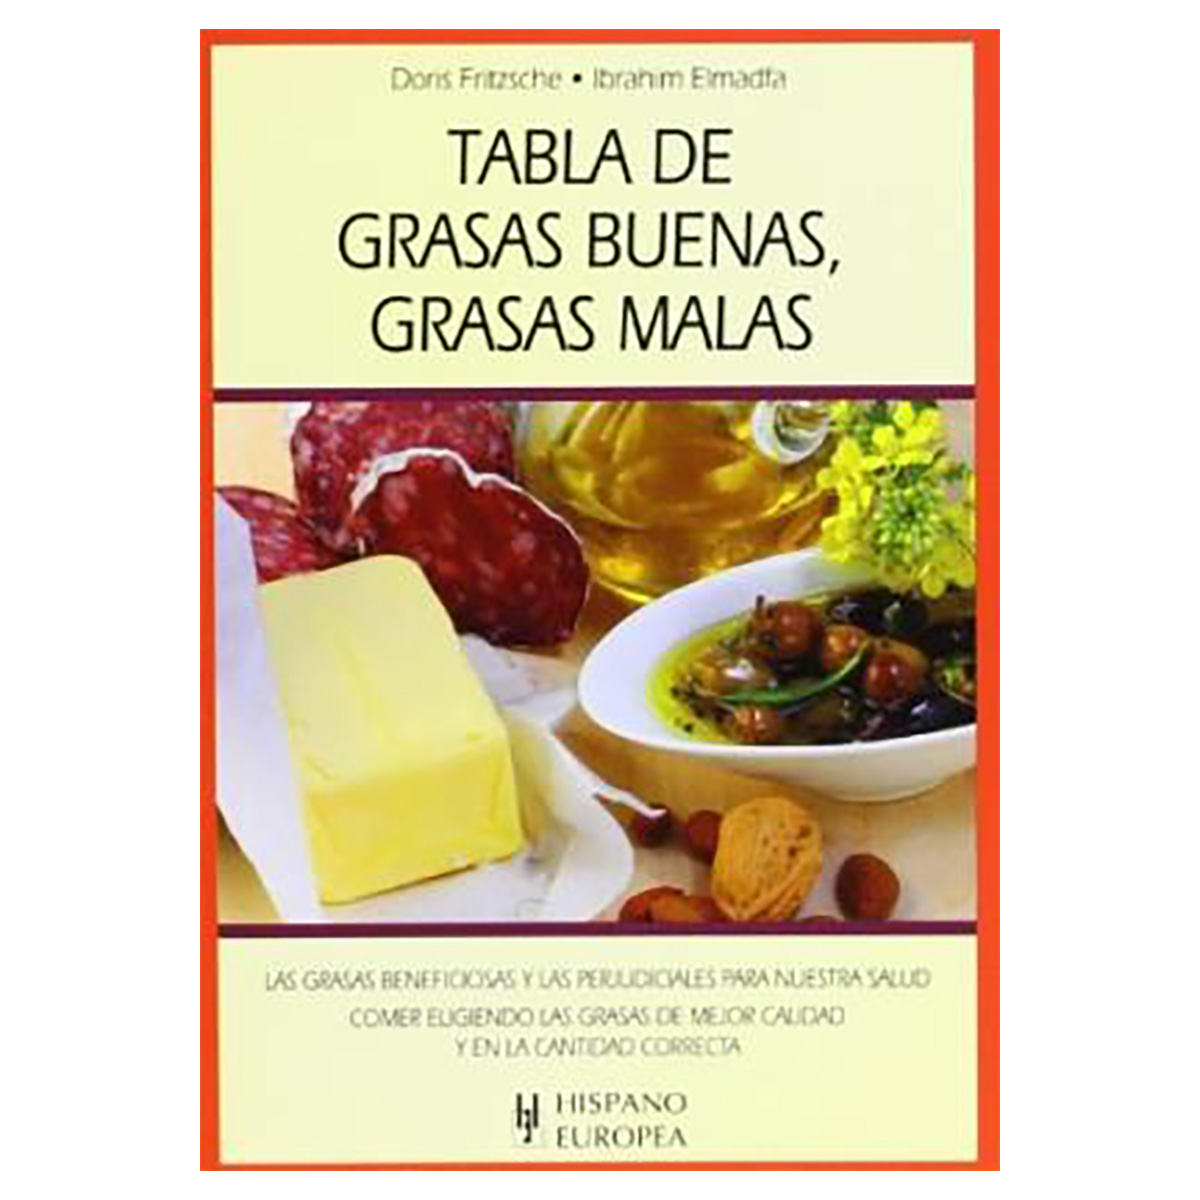 Doris Fritzsche • Ibrahim Elmadfa
TABLA DE
GRASAS BUENAS,
GRASAS MALAS
LAS GRASAS BENEFICIOSAS Y LAS PERJUDICIALES PARA NUESTRA SALUD
COMER ELIGIENDO LAS GRASAS DE MEJOR CALIDAD
Y EN LA CANTIDAD CORRECTA
HISPANO
EUROPEA